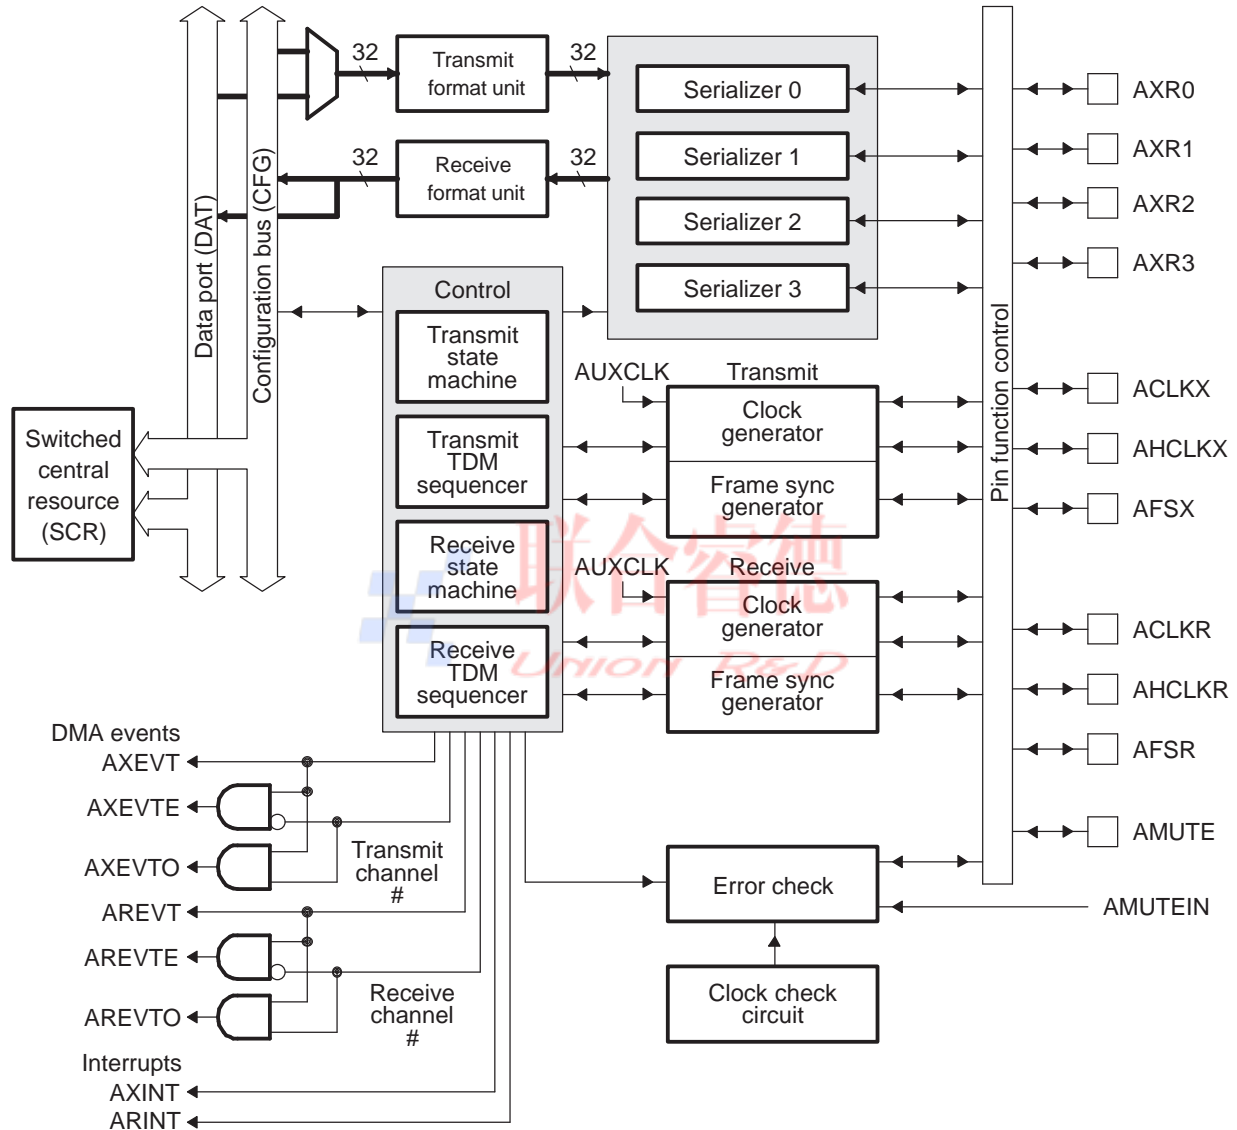 32
Transmit
format unit
32
Serializer 0
AXR0
32
Receive
format unit
32
Serializer 1
AXR1
Serializer 2
AXR2
Serializer 3
AXR3
Data port (DAT)
Configuration bus (CFG)
Pin function control
Switched
central
resource
(SCR)
Control
Transmit
state
machine
Transmit
TDM
sequencer
Receive
state
machine
Receive
TDM
sequencer
AUXCLK
Transmit
Clock
generator
Frame sync
generator
ACLKX
AHCLKX
AFSX
AUXCLK
Receive
Clock
generator
Frame sync
generator
ACLKR
AHCLKR
AFSR
联合睿德
Union R&D
DMA events
AXEVT
AXEVTE
AXEVTO
Transmit
channel
#
AREVT
AREVTE
AREVTO
Receive
channel
#
Interrupts
AXINT
ARINT
Error check
AMUTE
AMUTEIN
Clock check
circuit